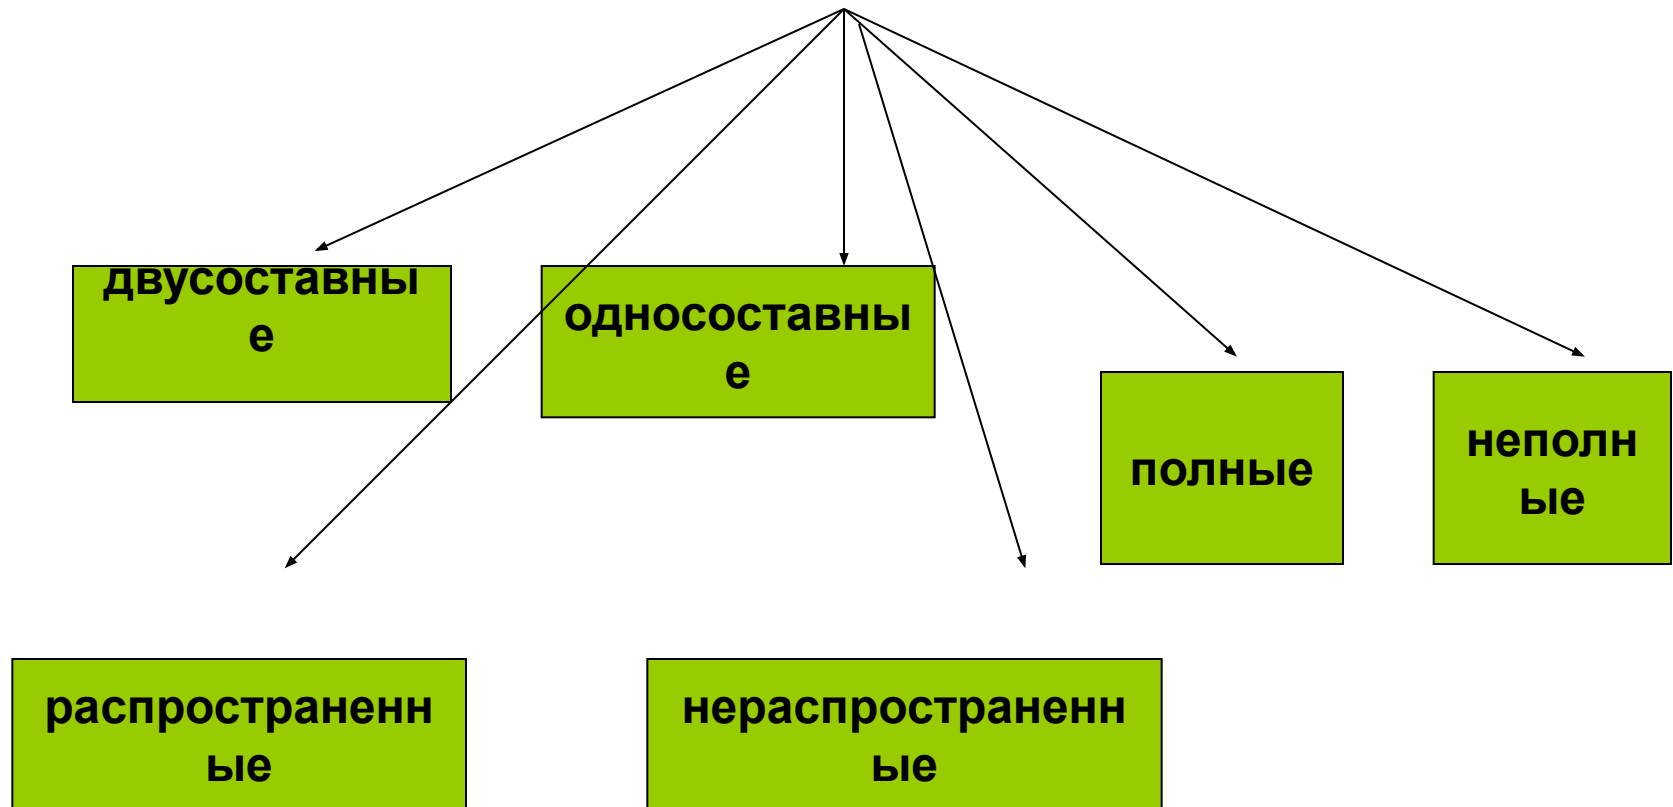 двусоставны
е
односоставны
е
полные
неполн
ые
распространенн
ые
нераспространенн
ые